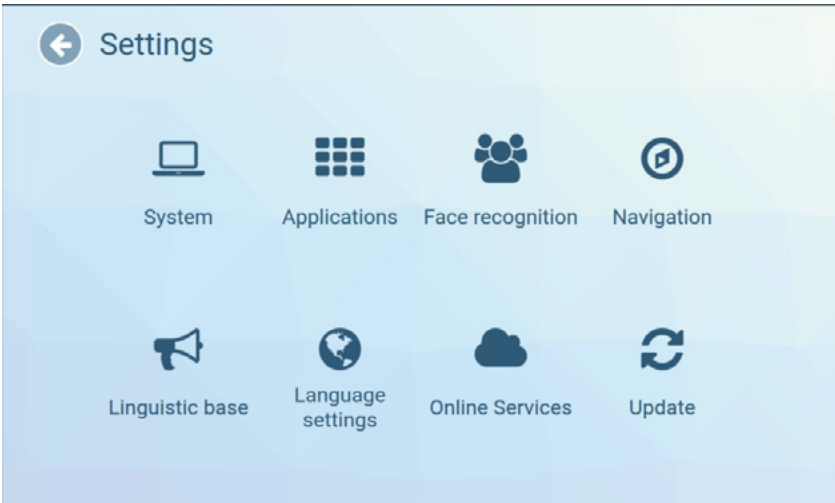 Settings
System
Applications
Face recognition
Navigation
Linguistic base
Language
settings
Online Services
Update